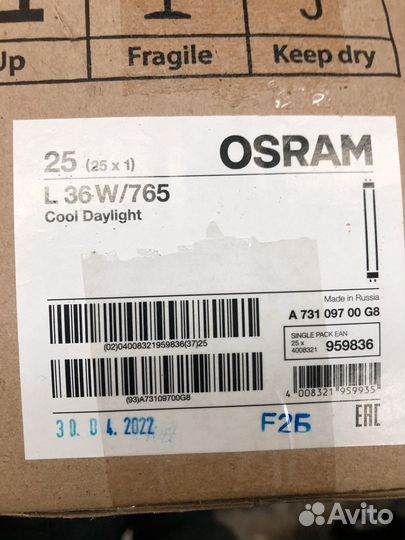 Up
Fragile
Keep dry
25 (25 x 1)
OSRAM
L 36 W/765
Cool Daylight
Made in Russia
A 731 097 00 G8
(02)04008321959836(37)25
SINGLE PACK EAN
25 x
4008321 959836
(93)A73109700G8
4 008321 959935
30. 04. 2022
F2Б
EAC
Avito